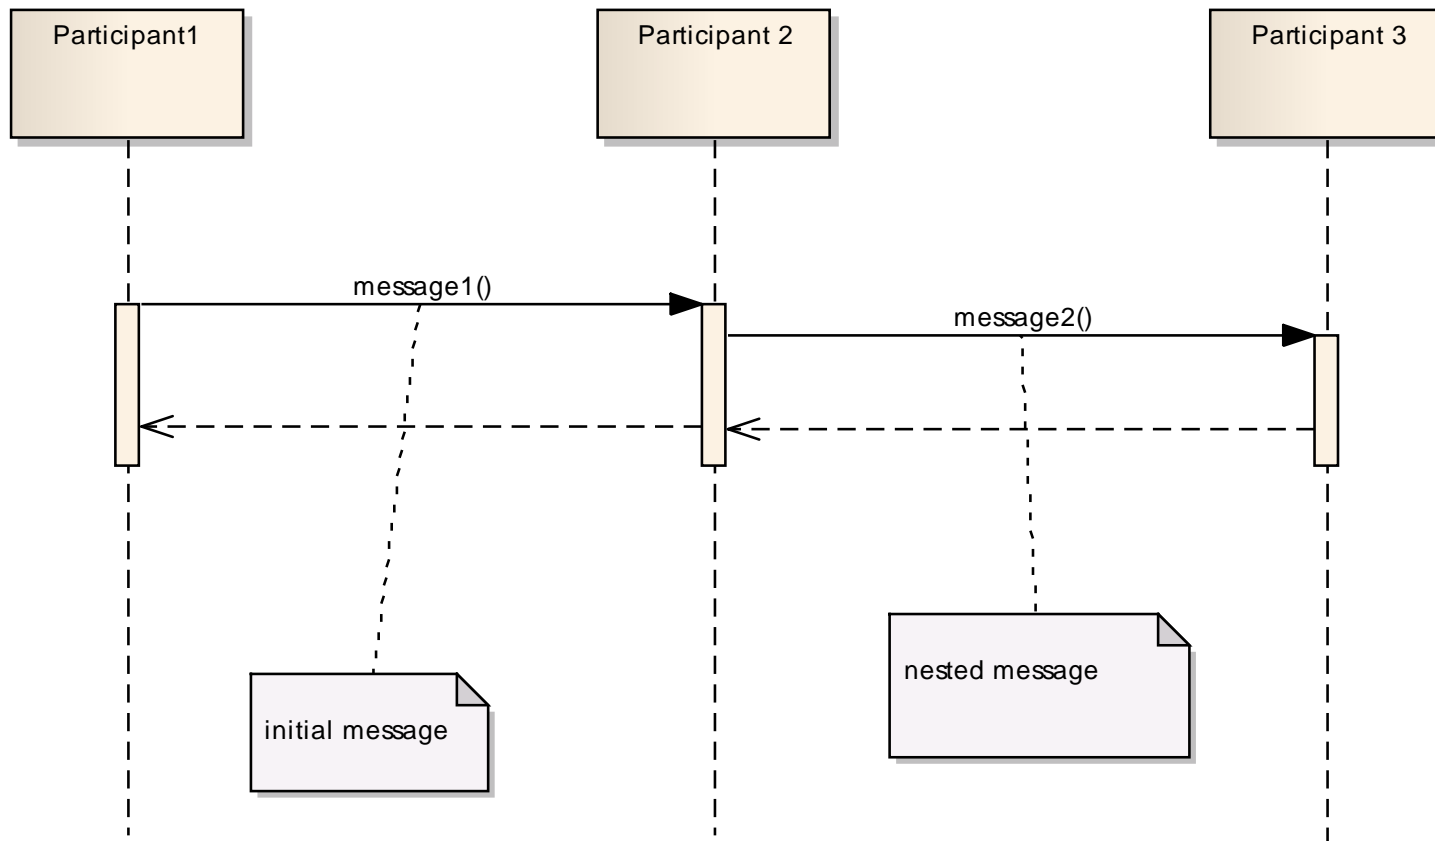 Participant1
Participant 2
Participant 3
message1()
message2()
nested message
initial message